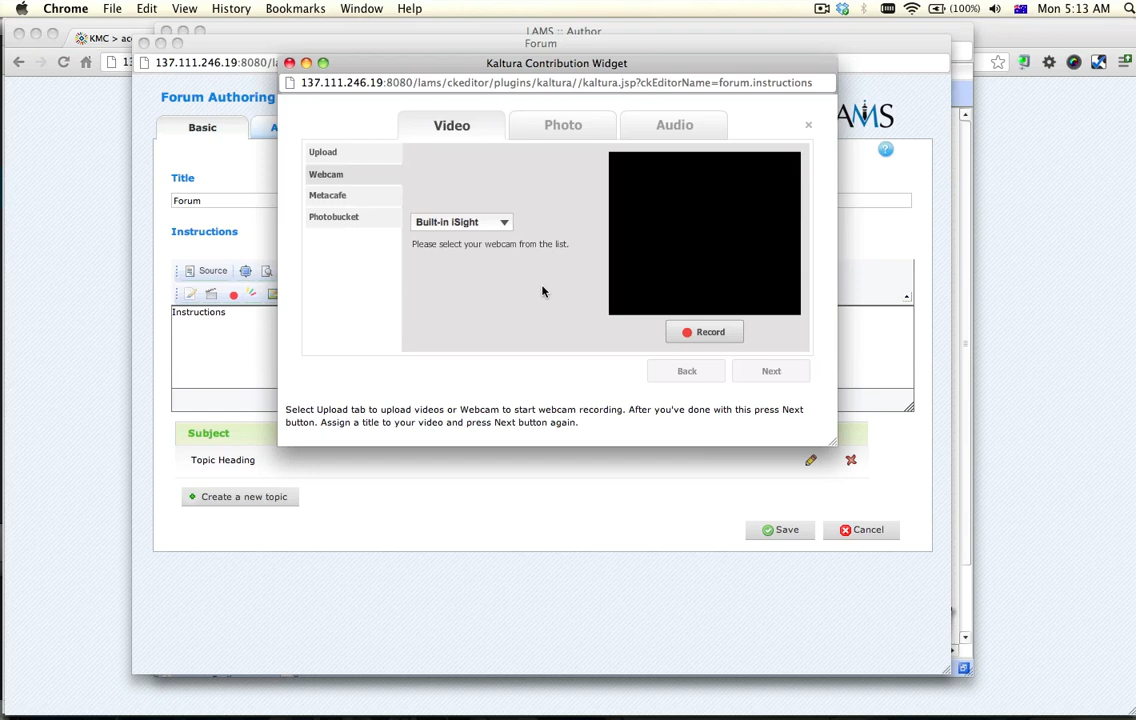 Chrome File Edit View History Bookmarks Window Help
(100%) Mon 5:13 AM
LAMS :: Author
KMC > acc
Forum
137.111.246.19:8080/l
Kaltura Contribution Widget
137.111.246.19:8080/lams/ckeditor/plugins/kaltura//kaltura.jsp?ckEditorName=forum.instructions
Forum Authoring
LAMS
Basic
A
Video Photo Audio
Upload
Webcam
Metacafe
Photobucket
Title
Forum
Built-in iSight
Please select your webcam from the list.
Instructions
Source
Instructions
Record
Back Next
Select Upload tab to upload videos or Webcam to start webcam recording. After you've done with this press Next
button. Assign a title to your video and press Next button again.
Subject
Topic Heading
Create a new topic
Save Cancel